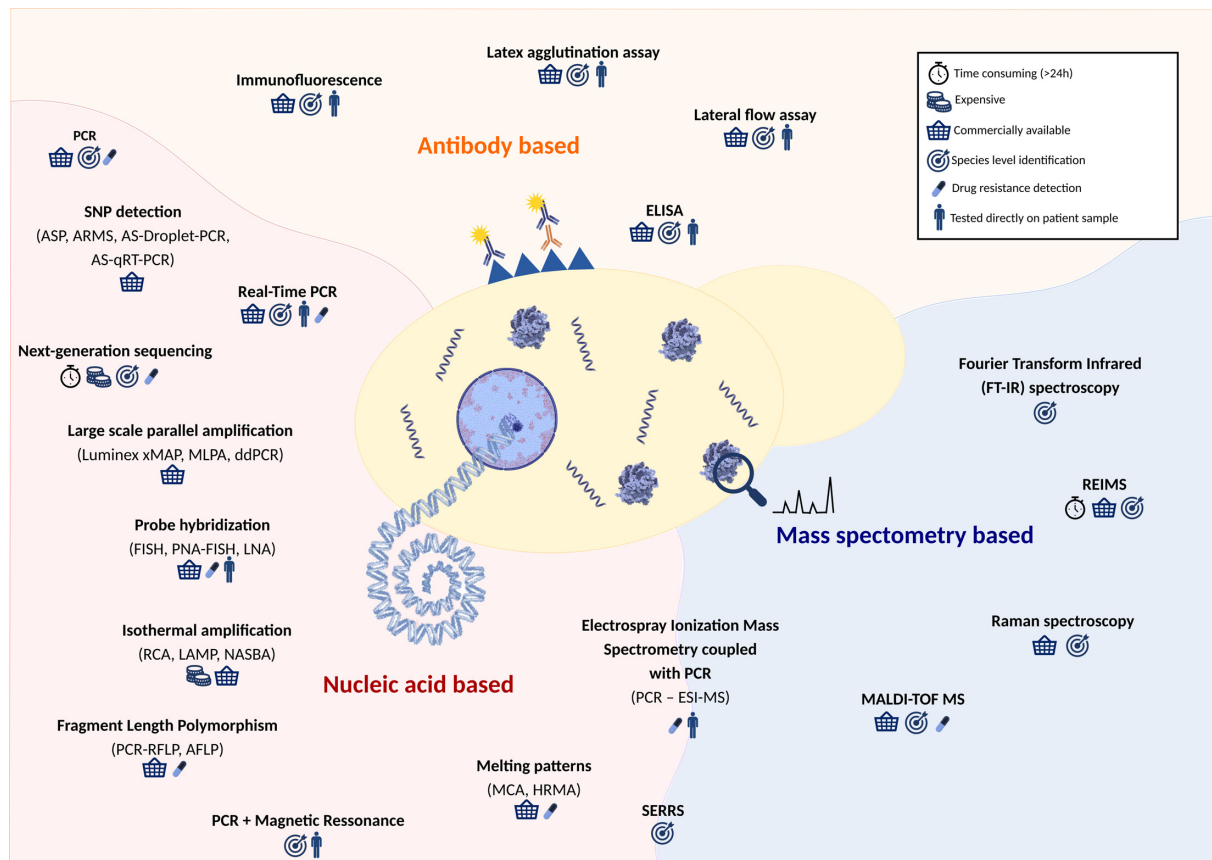 Latex agglutination assay
Immunofluorescence
Lateral flow assay
Antibody based
ELISA
Time consuming (>24h)
Expensive
Commercially available
Species level identification
Drug resistance detection
Tested directly on patient sample
PCR
SNP detection
(ASP, ARMS, AS-Droplet-PCR,
AS-qRT-PCR)
Real-Time PCR
Next-generation sequencing
Large scale parallel amplification
(Luminex xMAP, MLPA, ddPCR)
Probe hybridization
(FISH, PNA-FISH, LNA)
Isothermal amplification
(RCA, LAMP, NASBA)
Nucleic acid based
Fragment Length Polymorphism
(PCR-RFLP, AFLP)
PCR + Magnetic Ressonance
Melting patterns
(MCA, HRMA)
Electrospray Ionization Mass
Spectrometry coupled
with PCR
(PCR – ESI-MS)
SERRS
Fourier Transform Infrared
(FT-IR) spectroscopy
REIMS
Mass spectometry based
Raman spectroscopy
MALDI-TOF MS